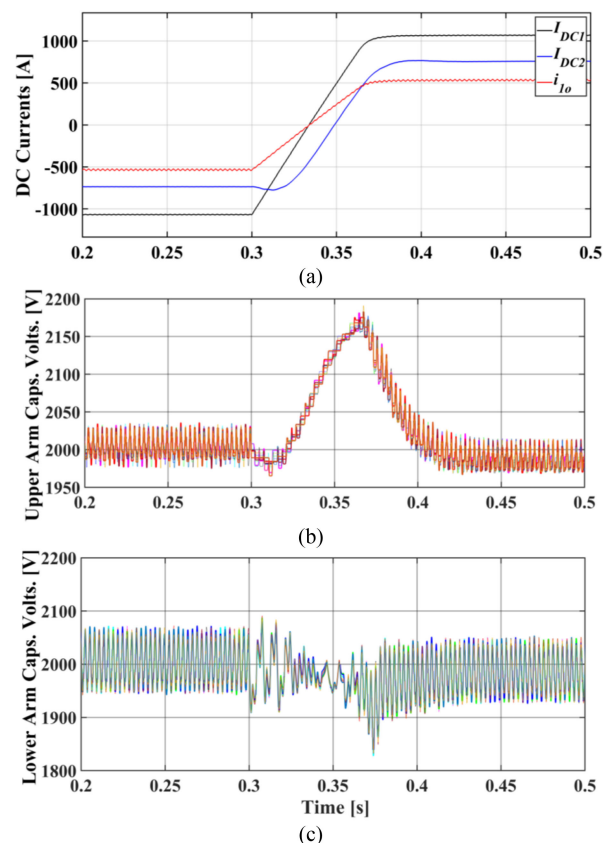 DC Currents [A]
1000
500
0
-500
-1000
I_DC1
I_DC2
i_1o
0.2 0.25 0.3 0.35 0.4 0.45 0.5
(a)
Upper Arm Caps. Volts. [V]
2200
2150
2100
2050
2000
1950
0.2 0.25 0.3 0.35 0.4 0.45 0.5
(b)
Lower Arm Caps. Volts. [V]
2200
2100
2000
1900
1800
0.2 0.25 0.3 0.35 0.4 0.45 0.5
Time [s]
(c)